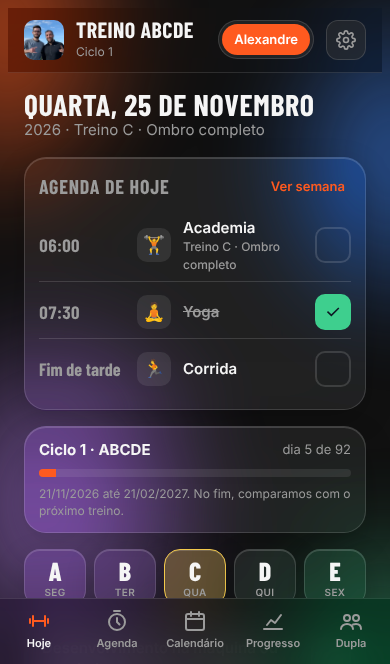 TREINO ABCDE
Ciclo 1
Alexandre
QUARTA, 25 DE NOVEMBRO
2026 · Treino C · Ombro completo
AGENDA DE HOJE
Ver semana
06:00
Academia
Treino C · Ombro
completo
07:30
Yoga
Fim de tarde
Corrida
Ciclo 1 · ABCDE
dia 5 de 92
21/11/2026 até 21/02/2027. No fim, comparamos com o
próximo treino.
A B C D E
SEG TER QUA QUI SEX
Hoje Agenda Calendário Progresso Dupla